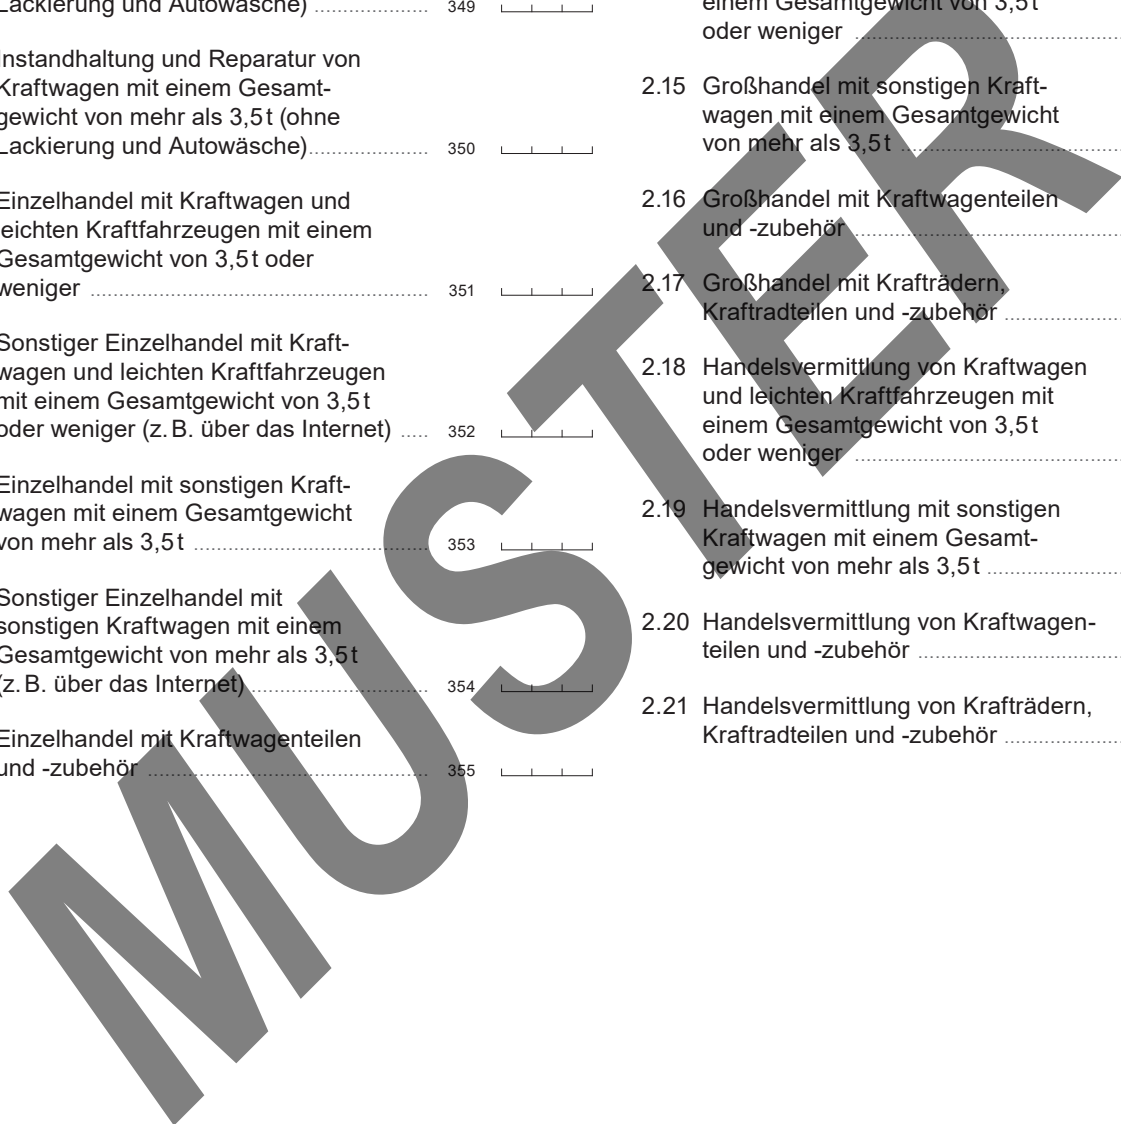 Lackierung und Autowäsche) 349
Instandhaltung und Reparatur von
Kraftwagen mit einem Gesamt-
gewicht von mehr als 3,5 t (ohne
Lackierung und Autowäsche) 350
Einzelhandel mit Kraftwagen und
leichten Kraftfahrzeugen mit einem
Gesamtgewicht von 3,5 t oder
weniger 351
Sonstiger Einzelhandel mit Kraft-
wagen und leichten Kraftfahrzeugen
mit einem Gesamtgewicht von 3,5 t
oder weniger (z. B. über das Internet) 352
Einzelhandel mit sonstigen Kraft-
wagen mit einem Gesamtgewicht
von mehr als 3,5 t 353
Sonstiger Einzelhandel mit
sonstigen Kraftwagen mit einem
Gesamtgewicht von mehr als 3,5 t
(z. B. über das Internet) 354
Einzelhandel mit Kraftwagenteilen
und -zubehör 355
einem Gesamtgewicht von 3,5 t
oder weniger
2.15 Großhandel mit sonstigen Kraft-
wagen mit einem Gesamtgewicht
von mehr als 3,5 t
2.16 Großhandel mit Kraftwagenteilen
und -zubehör
2.17 Großhandel mit Krafträdern,
Kraftradteilen und -zubehör
2.18 Handelsvermittlung von Kraftwagen
und leichten Kraftfahrzeugen mit
einem Gesamtgewicht von 3,5 t
oder weniger
2.19 Handelsvermittlung mit sonstigen
Kraftwagen mit einem Gesamt-
gewicht von mehr als 3,5 t
2.20 Handelsvermittlung von Kraftwagen-
teilen und -zubehör
2.21 Handelsvermittlung von Krafträdern,
Kraftradteilen und -zubehör
MUSTER